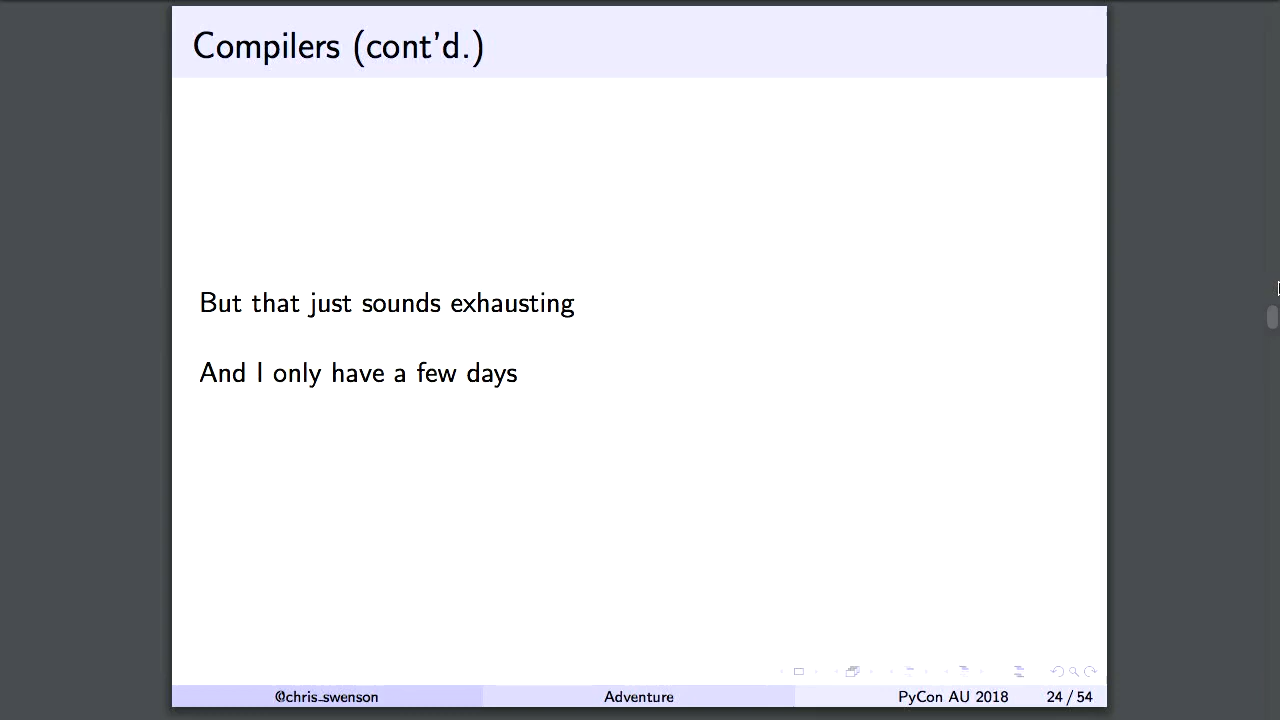 Compilers (cont'd.)
But that just sounds exhausting
And I only have a few days
@chris_swenson Adventure PyCon AU 2018 24 / 54